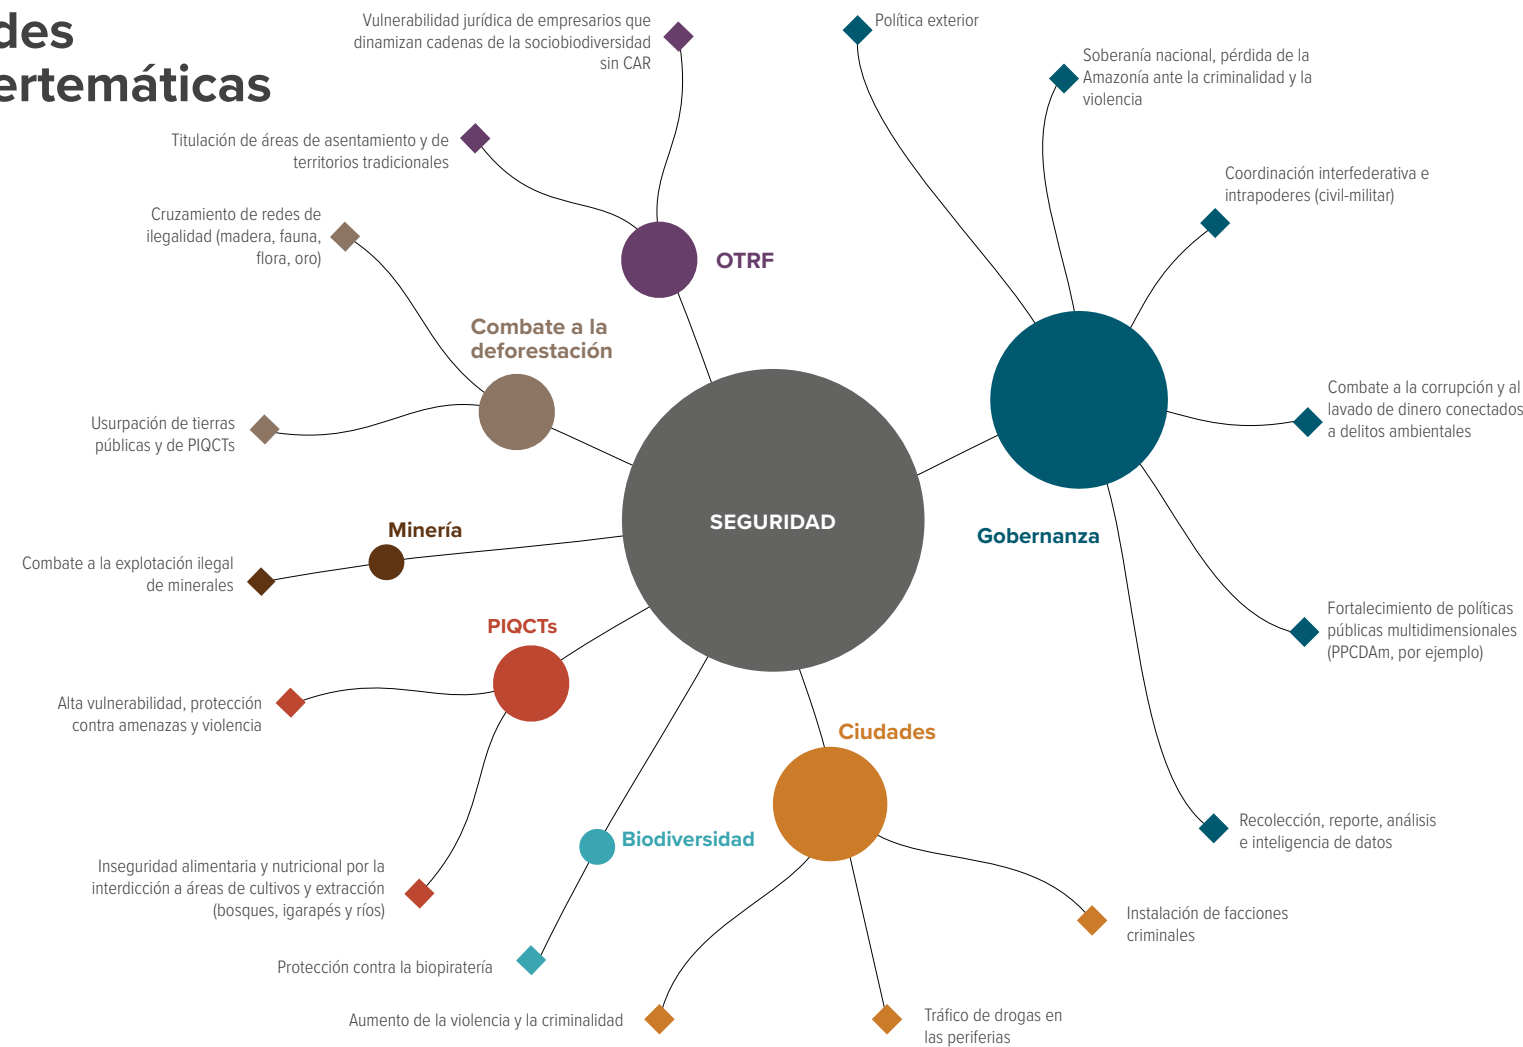 des
ertemáticas
Vulnerabilidad jurídica de empresarios que
dinamizan cadenas de la sociobiodiversidad
sin CAR
Política exterior
Soberanía nacional, pérdida de la
Amazonía ante la criminalidad y la
violencia
Titulación de áreas de asentamiento y de
territorios tradicionales
Coordinación interfederativa e
intrapoderes (civil-militar)
Cruzamiento de redes de
ilegalidad (madera, fauna,
flora, oro)
OTRF
Combate a la
deforestación
Combate a la corrupción y al
lavado de dinero conectados
a delitos ambientales
Usurpación de tierras
públicas y de PIQCTs
SEGURIDAD
Gobernanza
Minería
Combate a la explotación ilegal
de minerales
PIQCTs
Fortalecimiento de políticas
públicas multidimensionales
(PPCDAm, por ejemplo)
Alta vulnerabilidad, protección
contra amenazas y violencia
Ciudades
Biodiversidad
Recolección, reporte, análisis
e inteligencia de datos
Inseguridad alimentaria y nutricional por la
interdicción a áreas de cultivos y extracción
(bosques, igarapés y ríos)
Instalación de facciones
criminales
Protección contra la biopiratería
Aumento de la violencia y la criminalidad
Tráfico de drogas en
las periferias